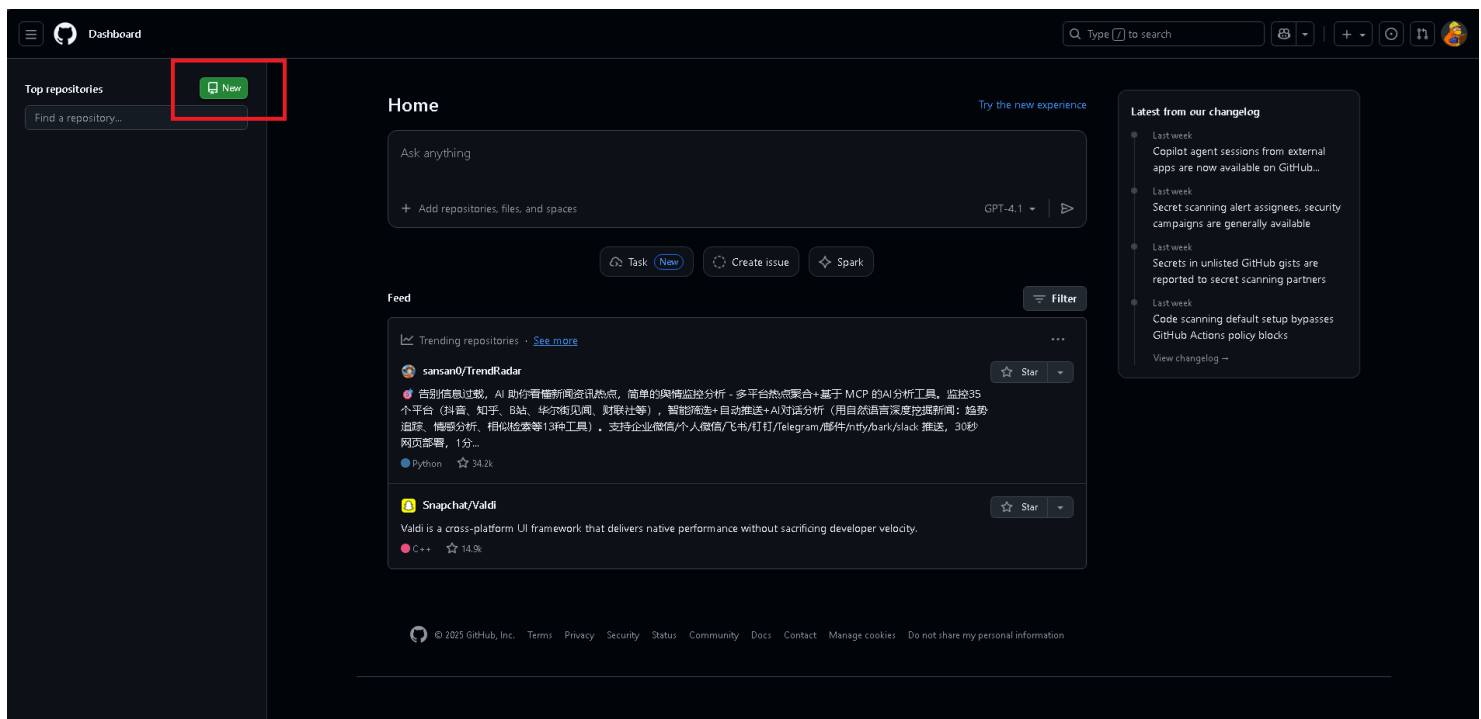 Dashboard
Type / to search
Top repositories
New
Find a repository...
Home
Try the new experience
Ask anything
Add repositories, files, and spaces
GPT-4.1
Task New
Create issue
Spark
Feed
Filter
Trending repositories · See more
sansan0/TrendRadar
Star
🎯 告别信息过载，AI 助你看懂新闻资讯热点，简单的舆情监控分析 - 多平台热点聚合+基于 MCP 的AI分析工具。监控35
个平台（抖音、知乎、B站、华尔街见闻、财联社等），智能筛选+自动推送+AI对话分析（用自然语言深度挖掘新闻：趋势
追踪、情感分析、相似检索等13种工具）。支持企业微信/个人微信/飞书/钉钉/Telegram/邮件/ntfy/bark/slack 推送，30秒
网页部署，1分...
Python 34.2k
Snapchat/Valdi
Star
Valdi is a cross-platform UI framework that delivers native performance without sacrificing developer velocity.
C++ 14.9k
Latest from our changelog
Last week
Copilot agent sessions from external
apps are now available on GitHub...
Last week
Secret scanning alert assignees, security
campaigns are generally available
Last week
Secrets in unlisted GitHub gists are
reported to secret scanning partners
Last week
Code scanning default setup bypasses
GitHub Actions policy blocks
View changelog →
© 2025 GitHub, Inc. Terms Privacy Security Status Community Docs Contact Manage cookies Do not share my personal information